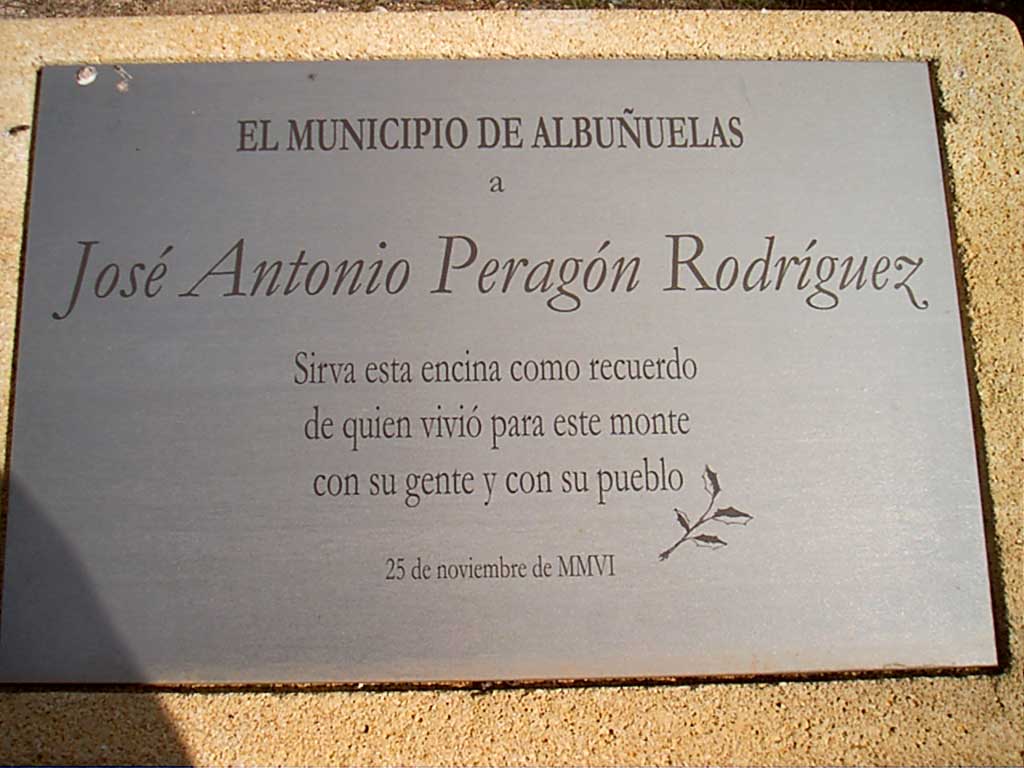 EL MUNICIPIO DE ALBUÑUELAS
a
José Antonio Peragón Rodríguez
Sirva esta encina como recuerdo
de quien vivió para este monte
con su gente y con su pueblo
25 de noviembre de MMVI